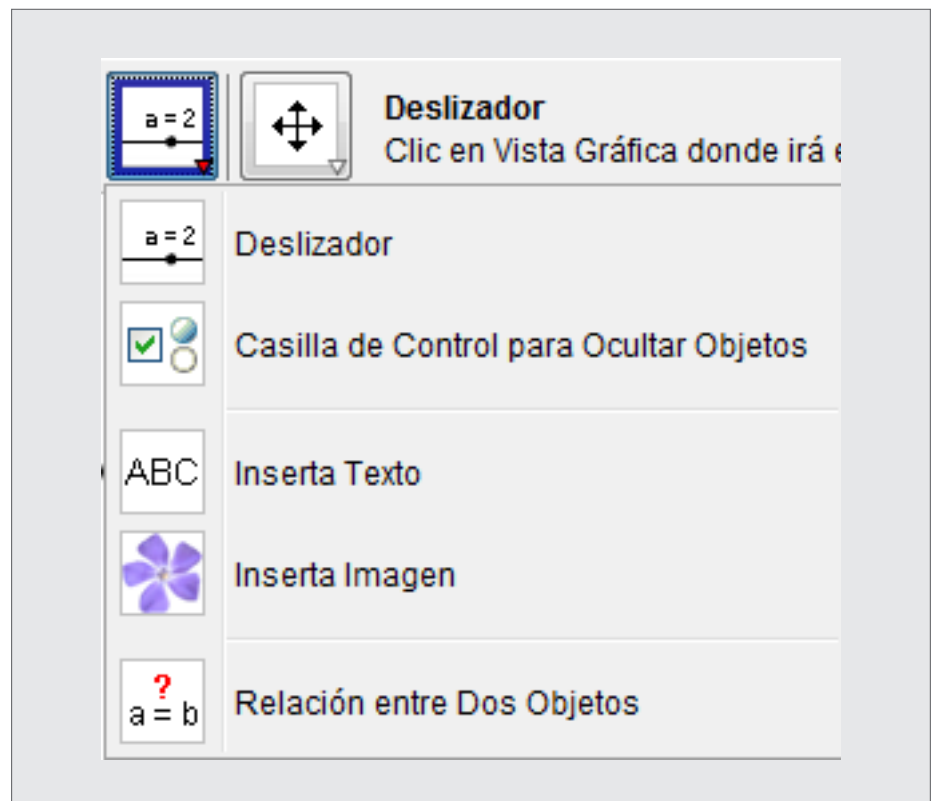 a = 2
Deslizador
Clic en Vista Gráfica donde irá
a = 2
Deslizador
Casilla de Control para Ocultar Objetos
ABC
Inserta Texto
Inserta Imagen
?
a = b
Relación entre Dos Objetos